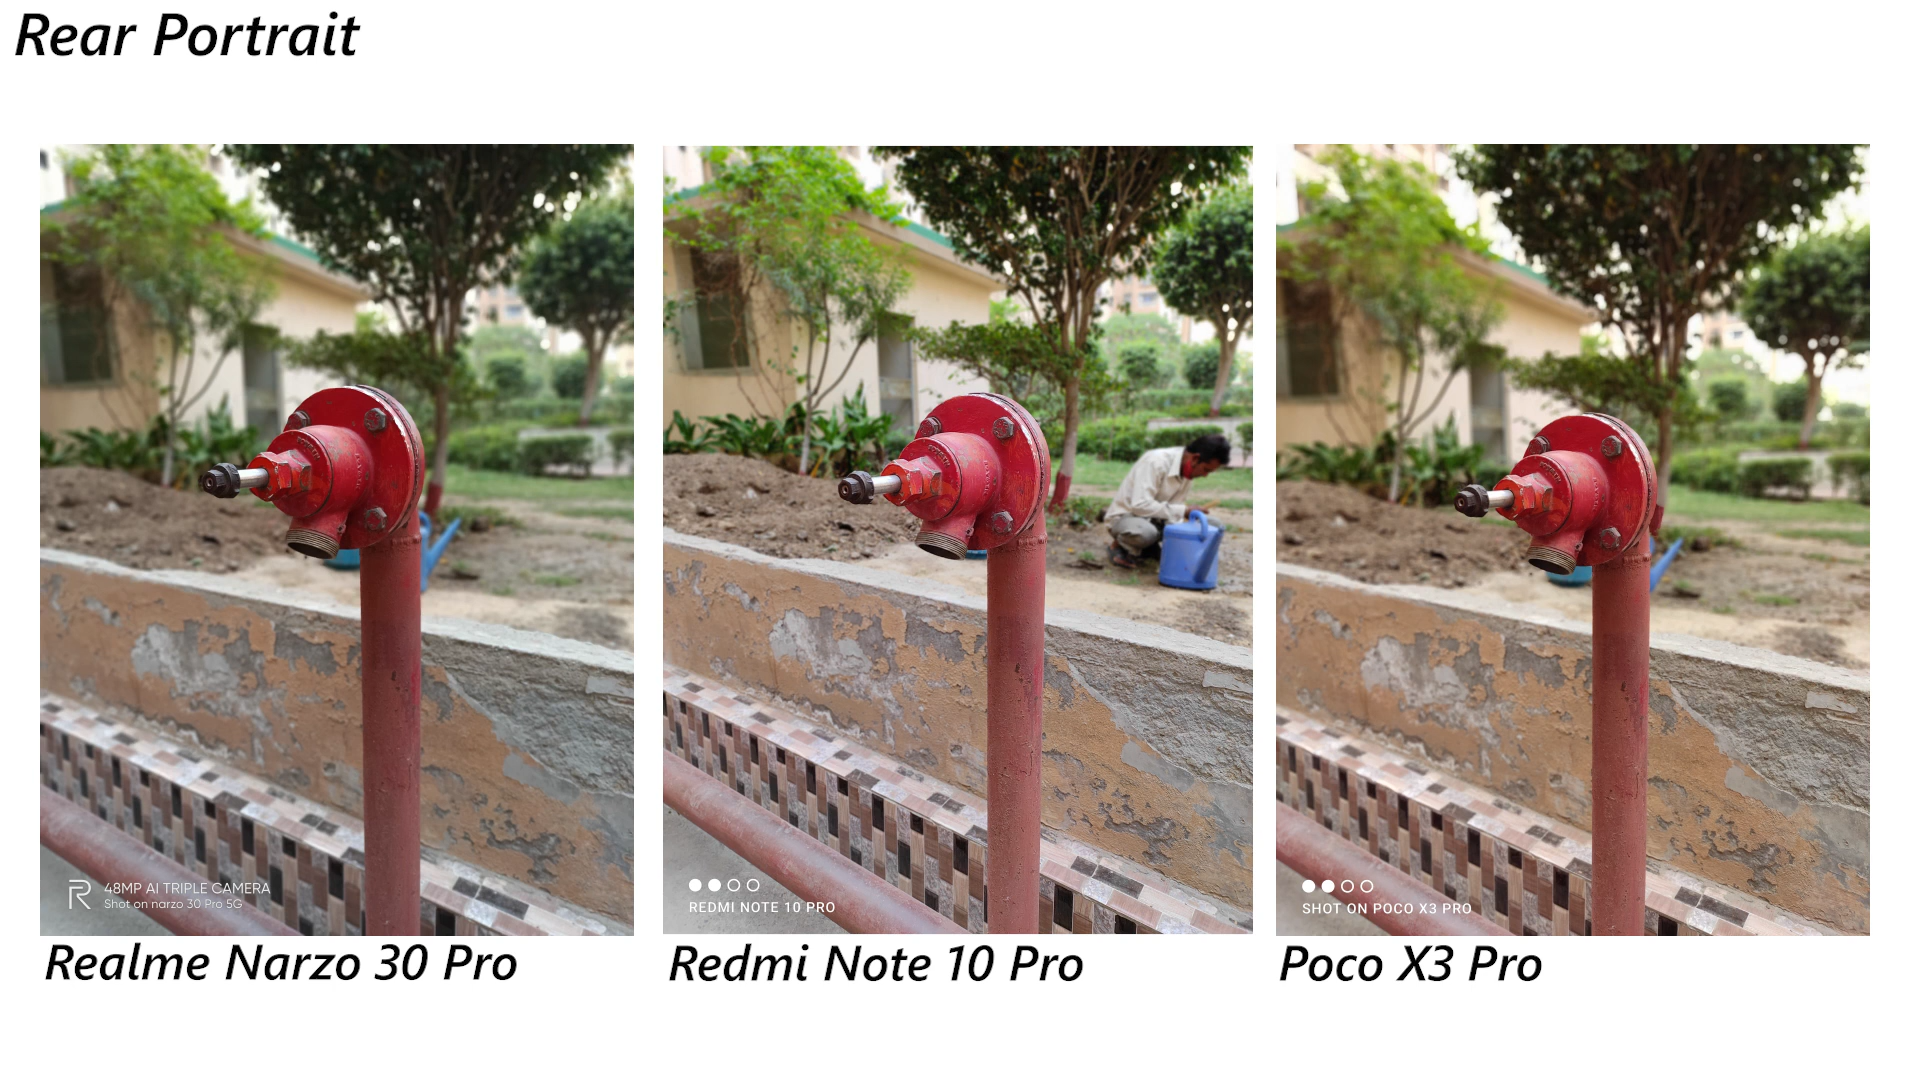 Rear Portrait
48MP AI TRIPLE CAMERA
Shot on narzo 30 Pro 5G
REDMI NOTE 10 PRO
SHOT ON POCO X3 PRO
Realme Narzo 30 Pro
Redmi Note 10 Pro
Poco X3 Pro